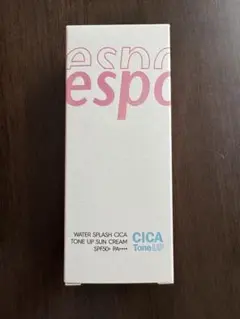 espo
espo
WATER SPLASH CICA
TONE UP SUN CREAM
SPF50+ PA++++
CICA
Tone UP